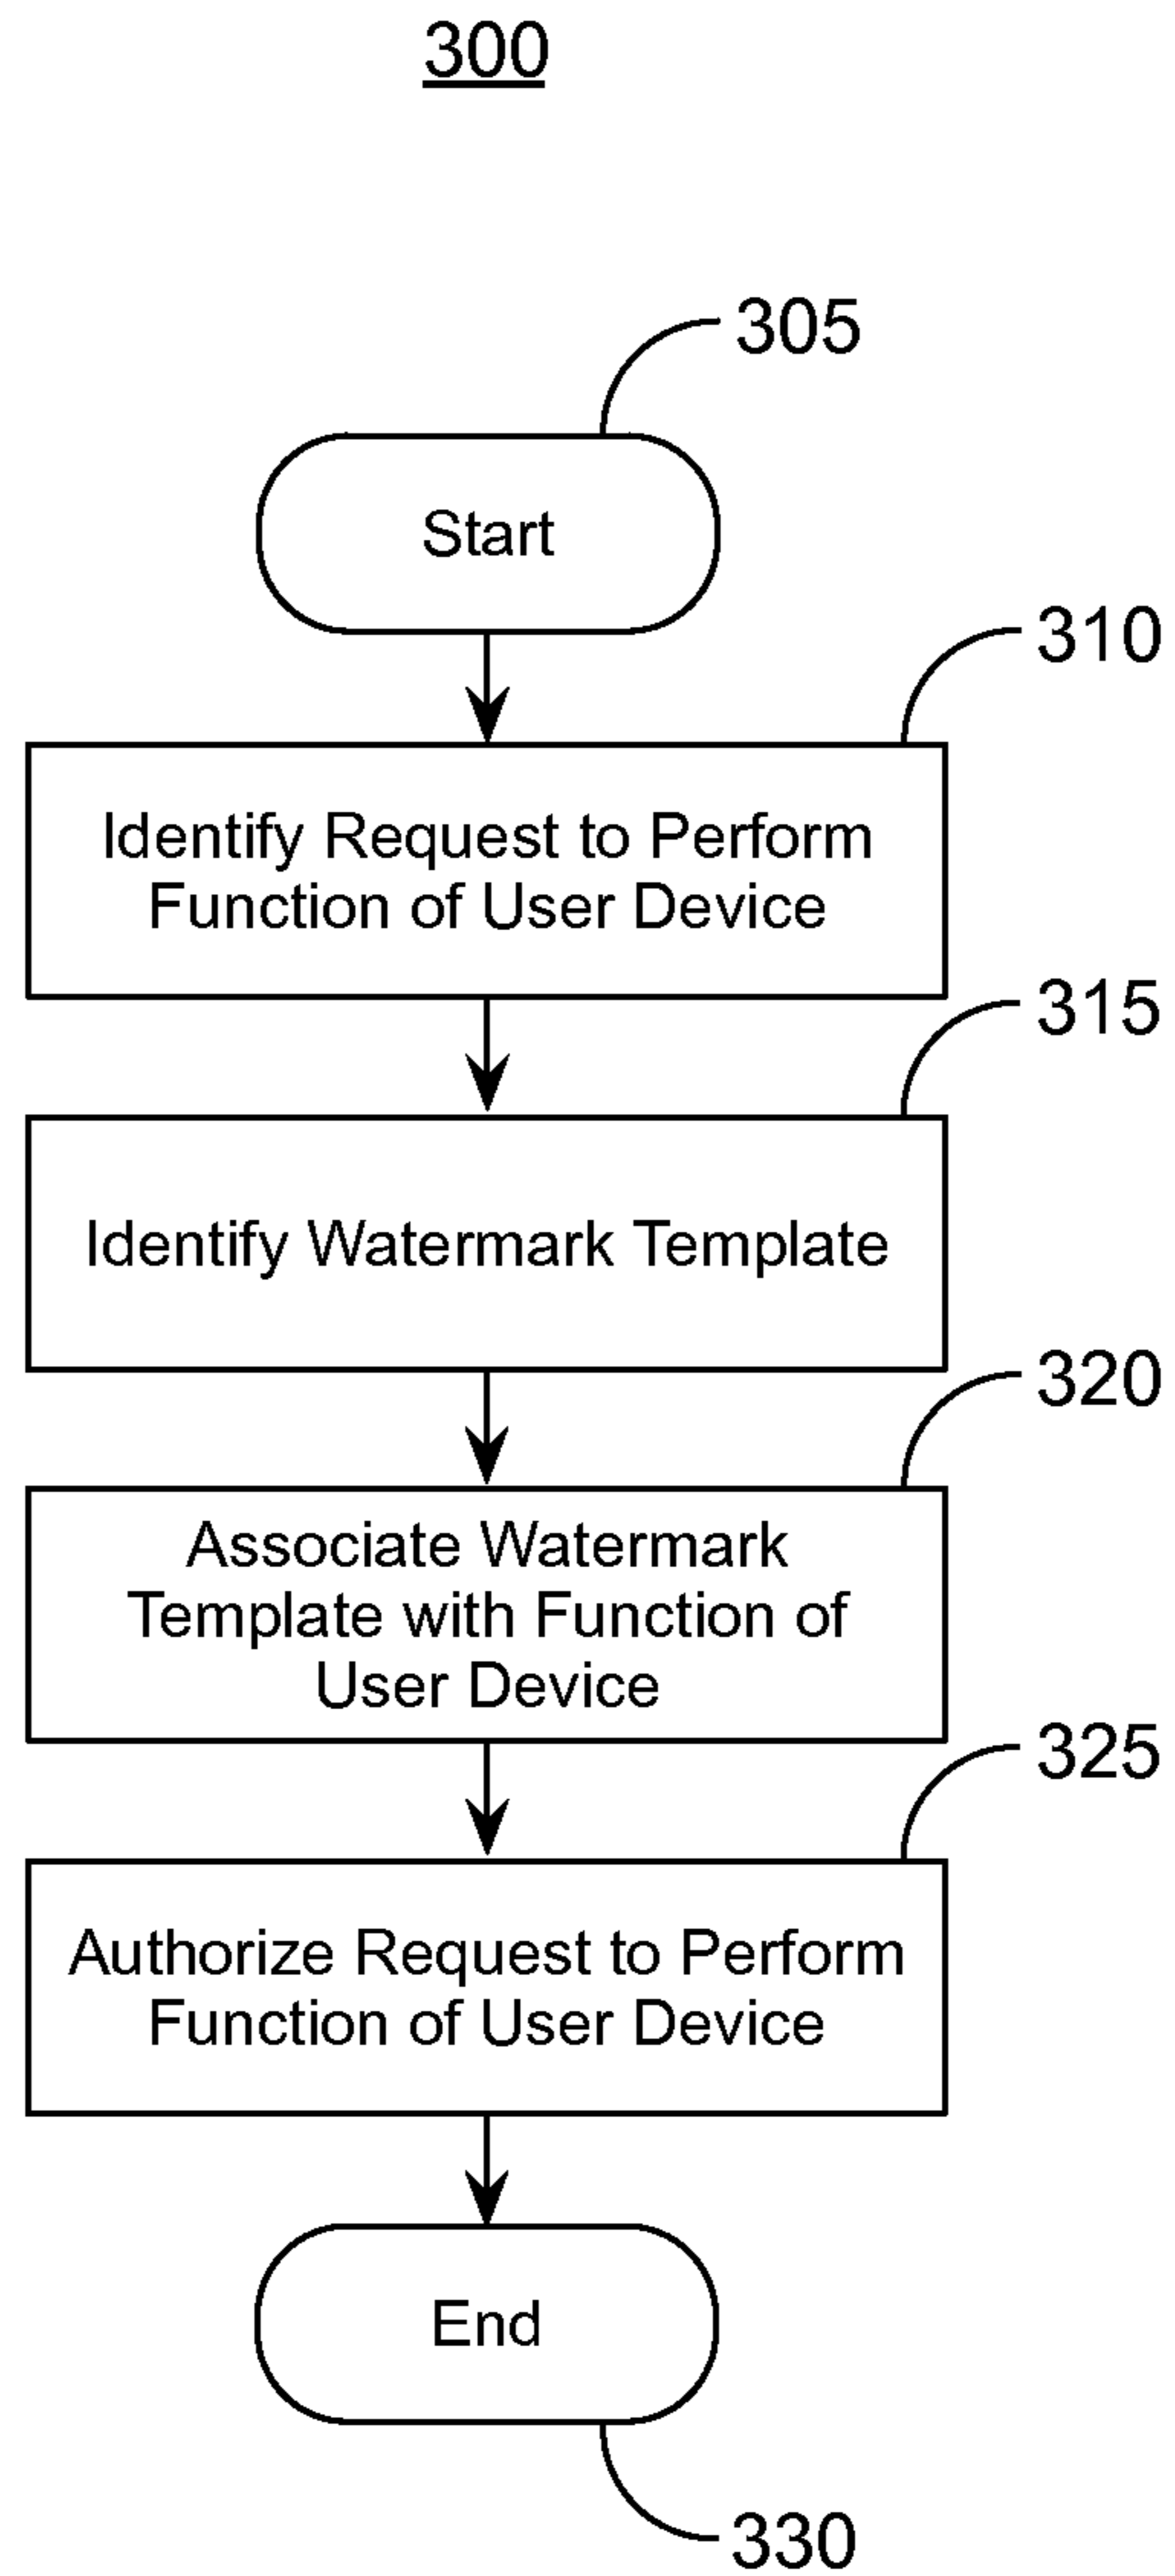 300
305
Start
310
Identify Request to Perform
Function of User Device
315
Identify Watermark Template
320
Associate Watermark
Template with Function of
User Device
325
Authorize Request to Perform
Function of User Device
End
330